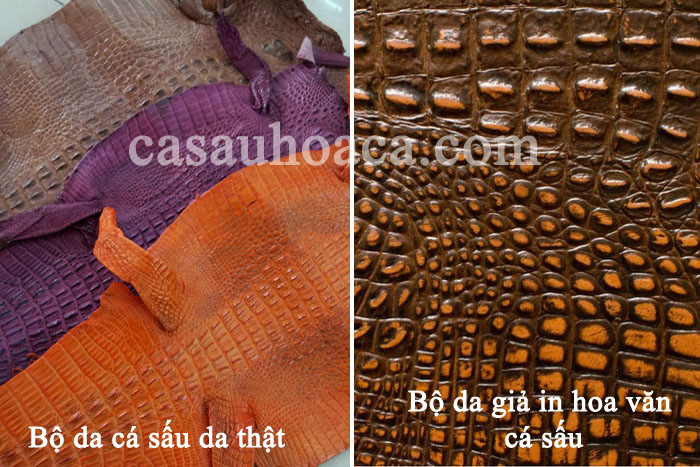 casauhoaca.com
Bộ da cá sấu da thật
Bộ da giả in hoa văn
cá sấu